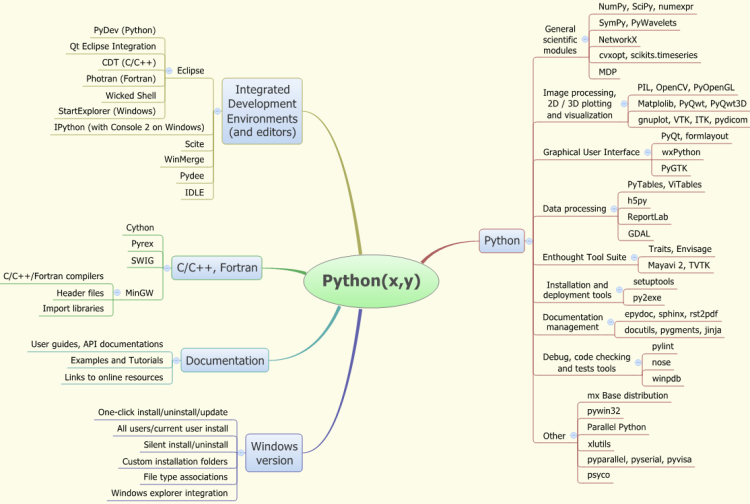 Python(x,y)
Integrated
Development
Environments
(and editors)
Eclipse
PyDev (Python)
Qt Eclipse Integration
CDT (C/C++)
Photran (Fortran)
Wicked Shell
StartExplorer (Windows)
IPython (with Console 2 on Windows)
Scite
WinMerge
Pydee
IDLE
C/C++, Fortran
Cython
Pyrex
SWIG
MinGW
C/C++/Fortran compilers
Header files
Import libraries
Documentation
User guides, API documentations
Examples and Tutorials
Links to online resources
Windows
version
One-click install/uninstall/update
All users/current user install
Silent install/uninstall
Custom installation folders
File type associations
Windows explorer integration
Python
General
scientific
modules
NumPy, SciPy, numexpr
SymPy, PyWavelets
NetworkX
cvxopt, scikits.timeseries
MDP
Image processing,
2D / 3D plotting
and visualization
PIL, OpenCV, PyOpenGL
Matplolib, PyQwt, PyQwt3D
gnuplot, VTK, ITK, pydicom
Graphical User Interface
PyQt, formlayout
wxPython
PyGTK
Data processing
PyTables, ViTables
h5py
ReportLab
GDAL
Enthought Tool Suite
Traits, Envisage
Mayavi 2, TVTK
Installation and
deployment tools
setuptools
py2exe
Documentation
management
epydoc, sphinx, rst2pdf
docutils, pygments, jinja
Debug, code checking
and tests tools
pylint
nose
winpdb
Other
mx Base distribution
pywin32
Parallel Python
xlutils
pyparallel, pyserial, pyvisa
psyco